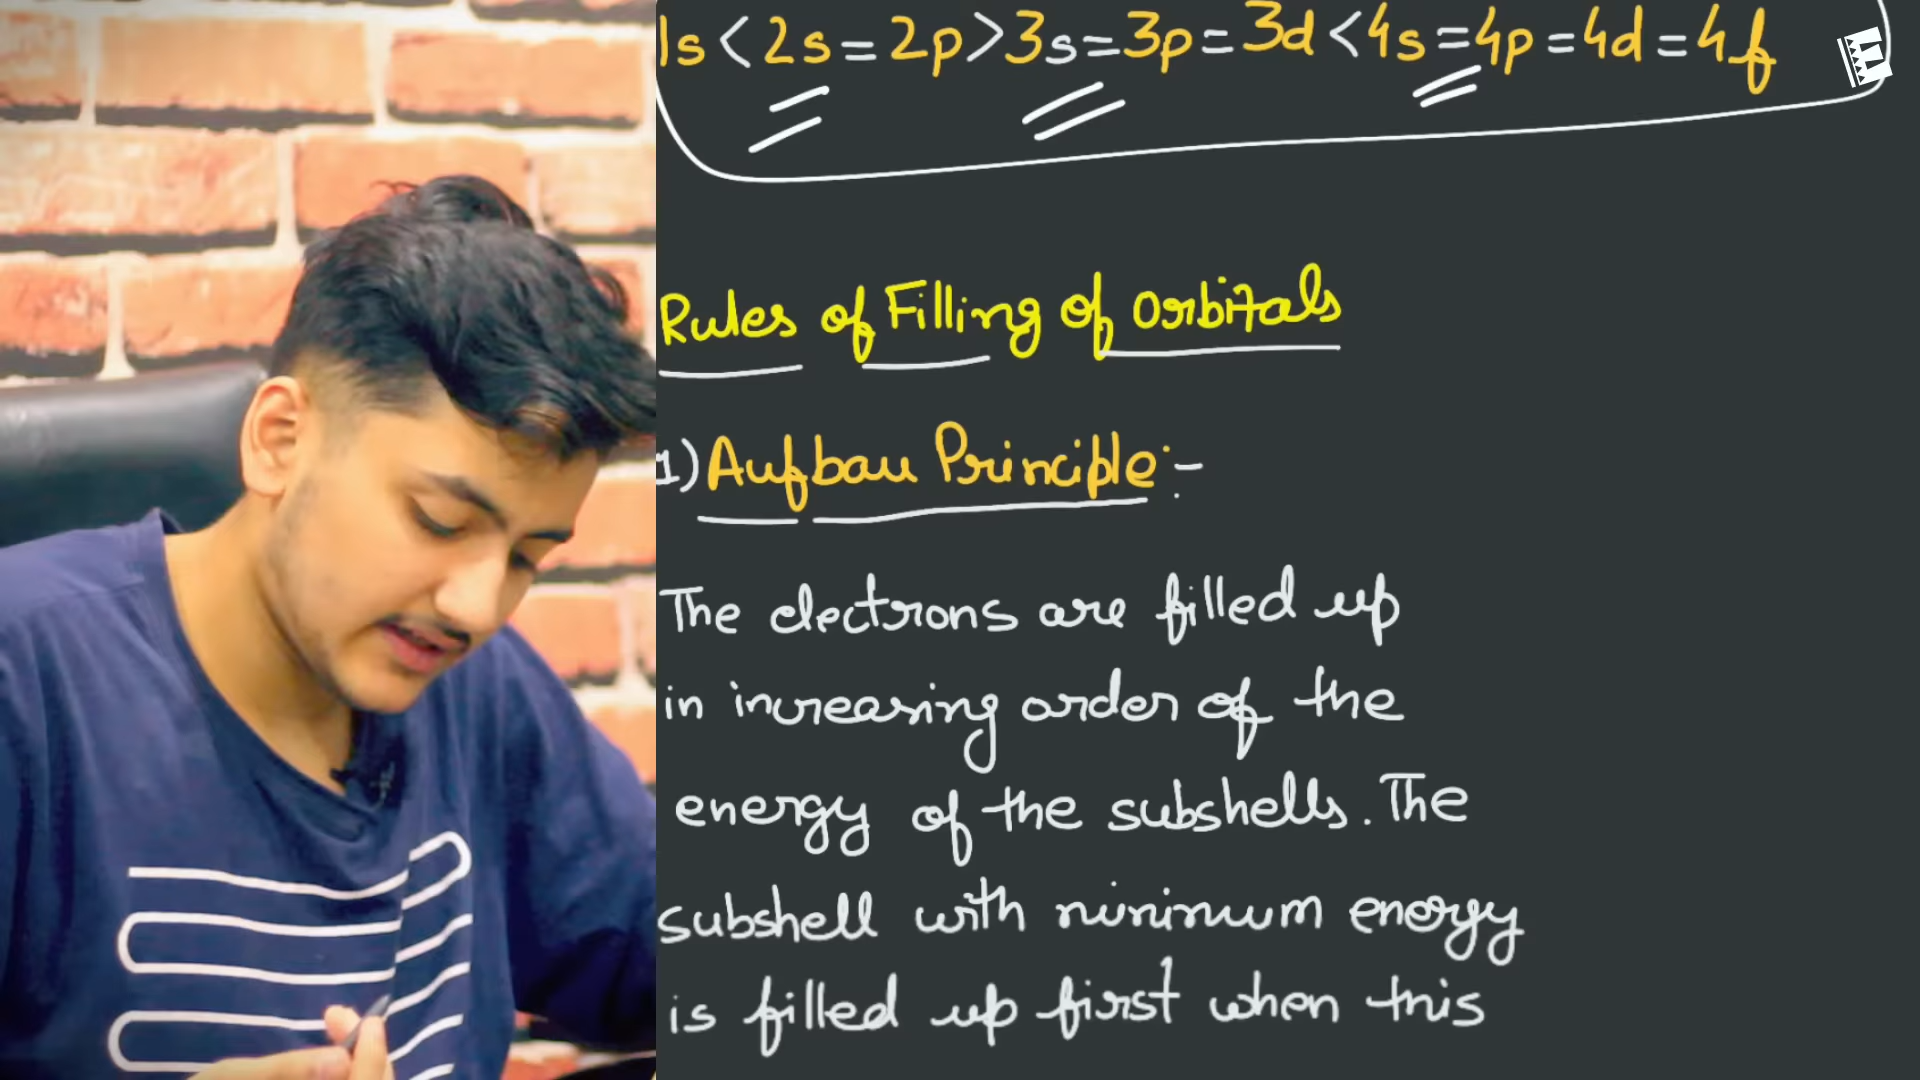 1s < 2s = 2p > 3s = 3p = 3d < 4s = 4p = 4d = 4f
Rules of Filling of orbitals
1) Aufbau Principle :-
The electrons are filled up
in increasing order of the
energy of the subshells. The
subshell with minimum energy
is filled up first when this